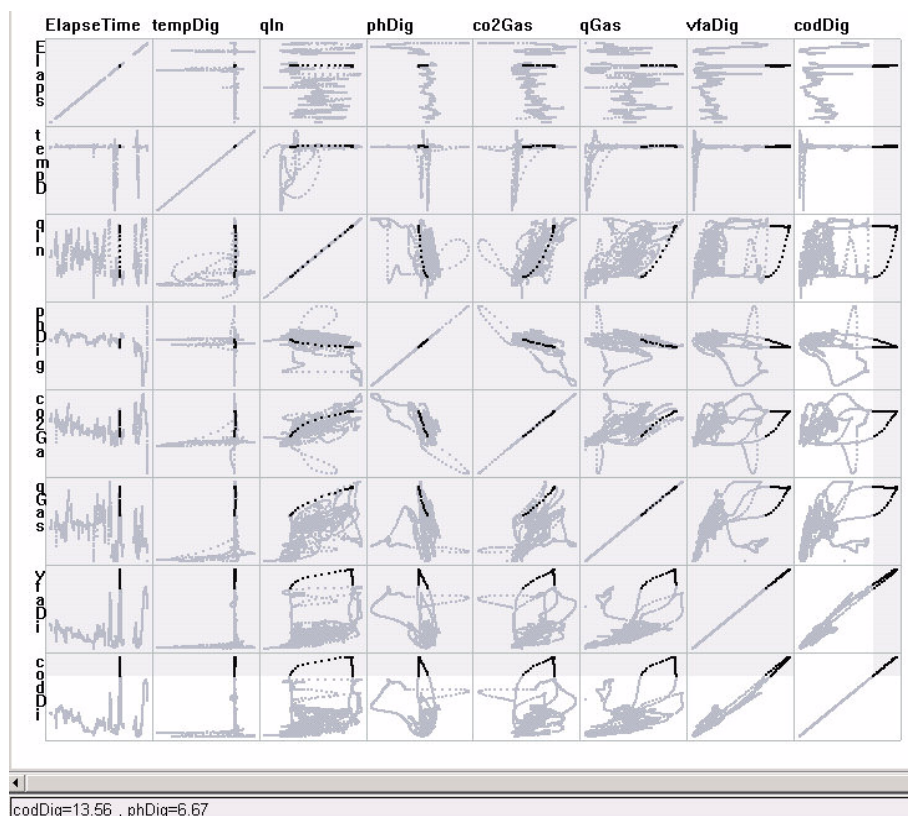 ElapseTime tempDig qIn phDig co2Gas qGas vfaDig codDig
Elaps
tempD
qIn
phDig
co2Ga
qGas
vfaDi
codDi
codDig=13.56 , phDig=6.67